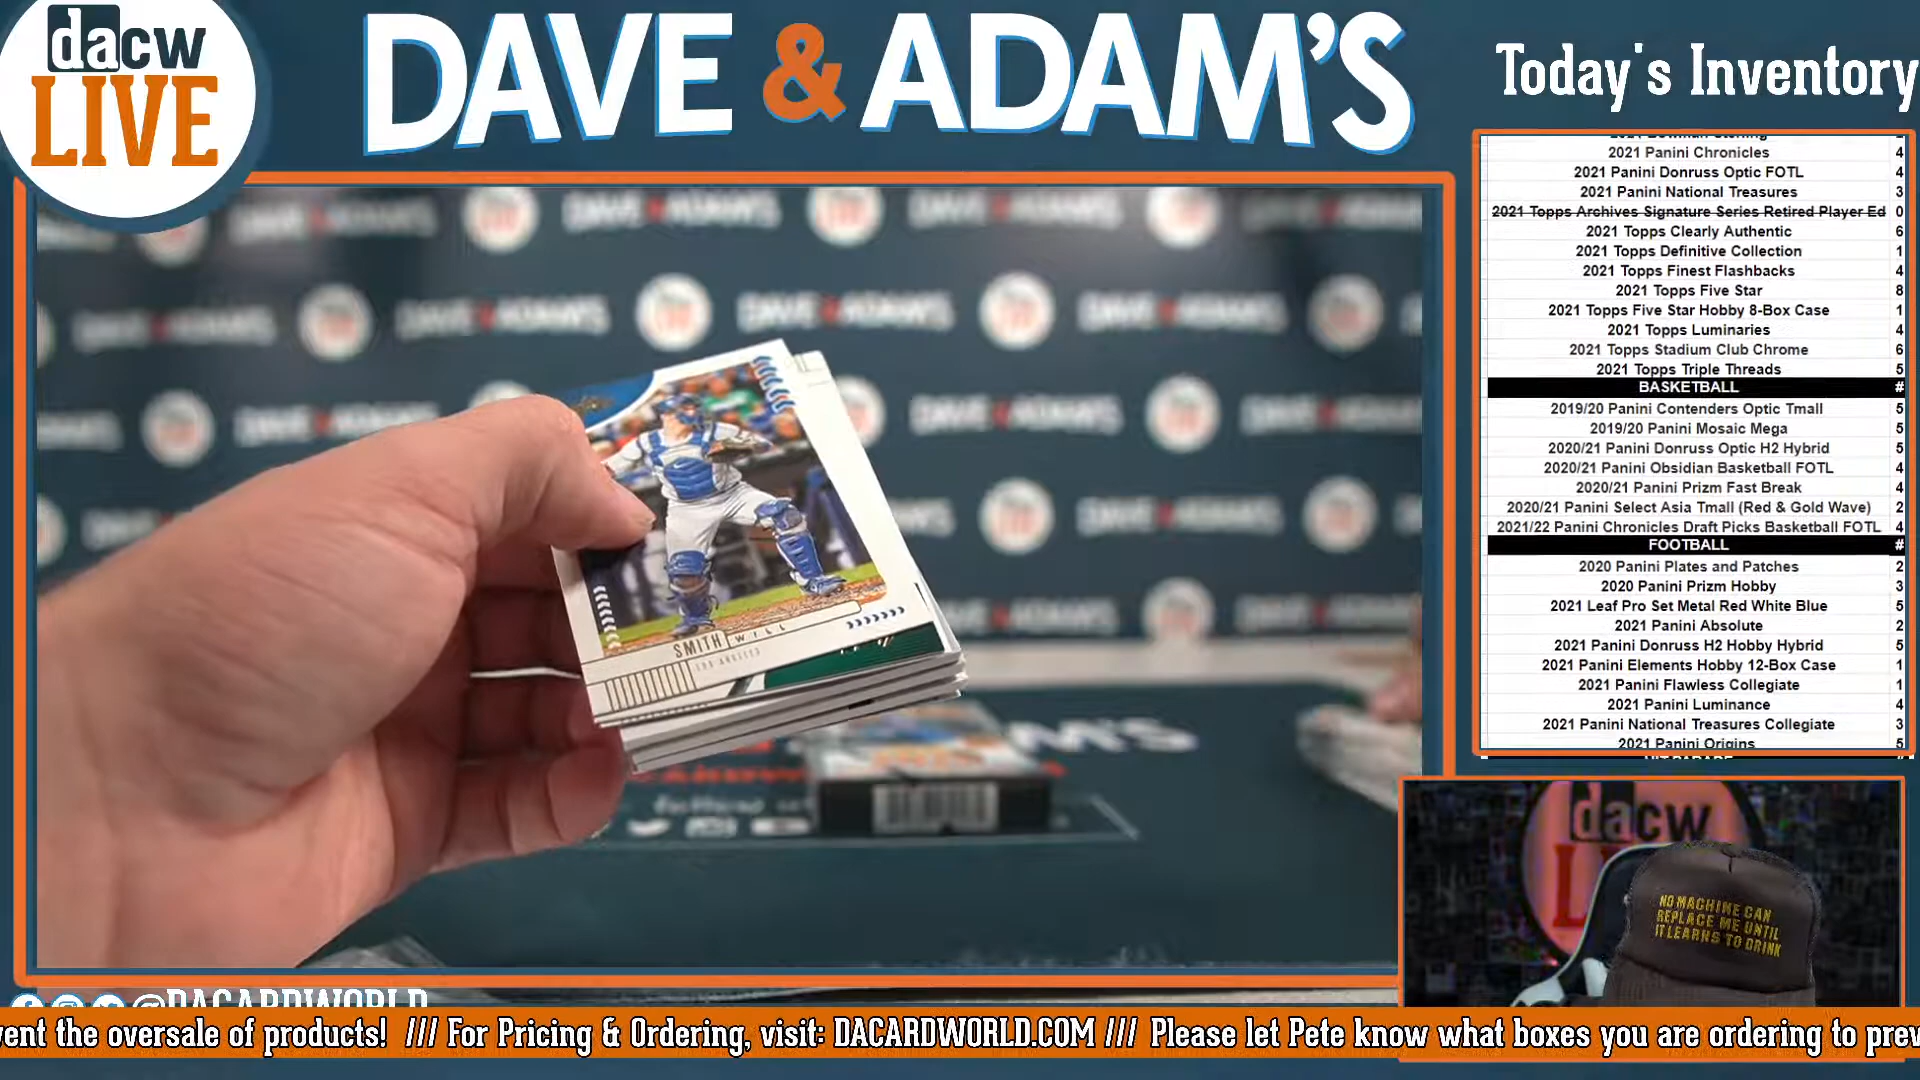 dacw
LIVE
DAVE & ADAM'S
Today's Inventory
2021 Panini Chronicles 4
2021 Panini Donruss Optic FOTL 4
2021 Panini National Treasures 3
2021 Topps Archives Signature Series Retired Player Ed 0
2021 Topps Clearly Authentic 6
2021 Topps Definitive Collection 1
2021 Topps Finest Flashbacks 4
2021 Topps Five Star 8
2021 Topps Five Star Hobby 8-Box Case 1
2021 Topps Luminaries 4
2021 Topps Stadium Club Chrome 6
2021 Topps Triple Threads 5
BASKETBALL #
2019/20 Panini Contenders Optic Tmall 5
2019/20 Panini Mosaic Mega 5
2020/21 Panini Donruss Optic H2 Hybrid 5
2020/21 Panini Obsidian Basketball FOTL 4
2020/21 Panini Prizm Fast Break 4
2020/21 Panini Select Asia Tmall (Red & Gold Wave) 2
2021/22 Panini Chronicles Draft Picks Basketball FOTL 4
FOOTBALL #
2020 Panini Plates and Patches 2
2020 Panini Prizm Hobby 3
2021 Leaf Pro Set Metal Red White Blue 5
2021 Panini Absolute 2
2021 Panini Donruss H2 Hobby Hybrid 5
2021 Panini Elements Hobby 12-Box Case 1
2021 Panini Flawless Collegiate 1
2021 Panini Luminance 4
2021 Panini National Treasures Collegiate 3
2021 Panini Origins 5
SMITH WILL
LOS ANGELES
dacw
NO MACHINE CAN
REPLACE ME UNTIL
IT LEARNS TO DRINK
@DACARDWORLD
vent the oversale of products! /// For Pricing & Ordering, visit: DACARDWORLD.COM /// Please let Pete know what boxes you are ordering to prev